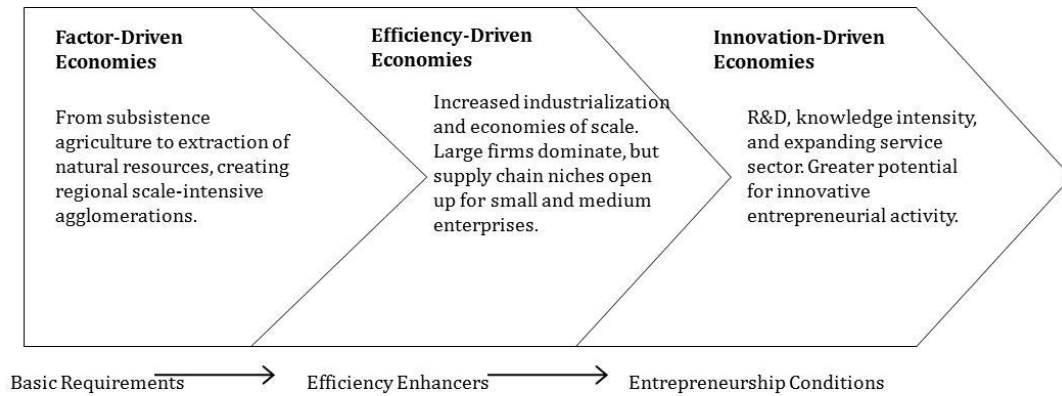 Factor-Driven
Economies
From subsistence
agriculture to extraction of
natural resources, creating
regional scale-intensive
agglomerations.
Efficiency-Driven
Economies
Increased industrialization
and economies of scale.
Large firms dominate, but
supply chain niches open
up for small and medium
enterprises.
Innovation-Driven
Economies
R&D, knowledge intensity,
and expanding service
sector. Greater potential
for innovative
entrepreneurial activity.
Basic Requirements
Efficiency Enhancers
Entrepreneurship Conditions